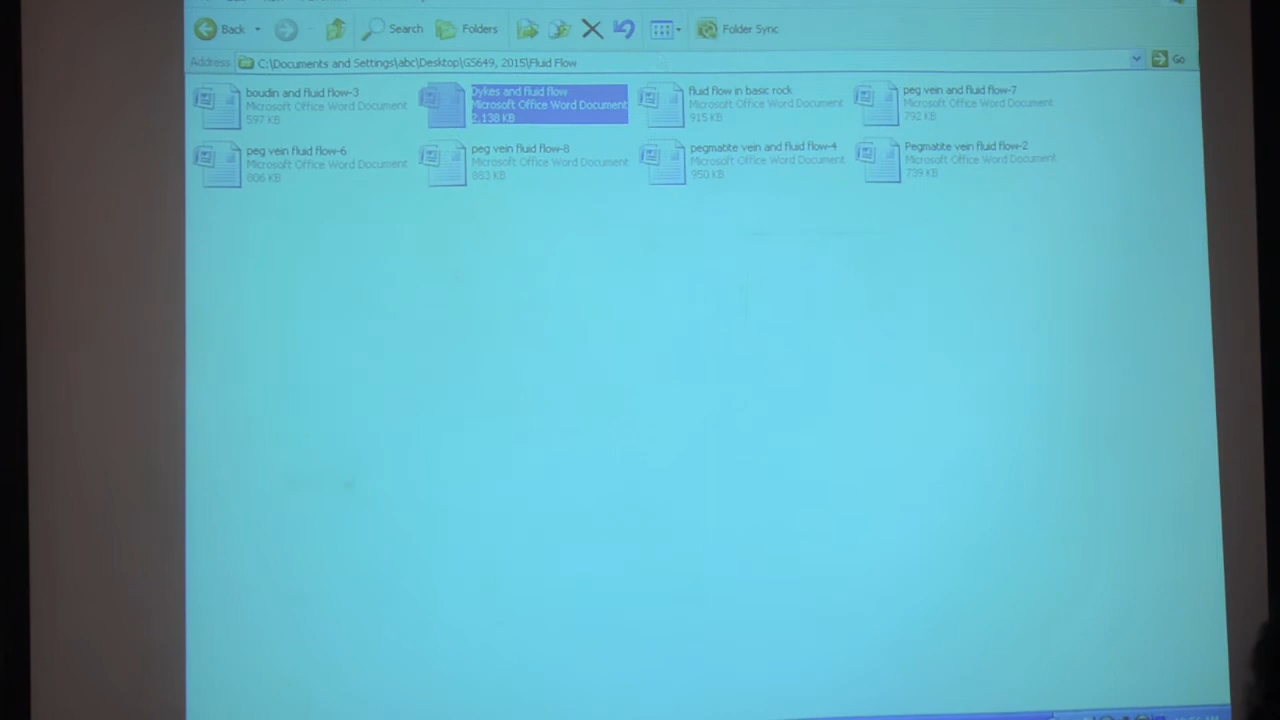 Back
Search
Folders
Folder Sync
Address
C:\Documents and Settings\abc\Desktop\GS649, 2015\Fluid Flow
Go
boudin and fluid flow-3
Microsoft Office Word Document
597 KB
Dykes and fluid flow
Microsoft Office Word Document
2,138 KB
fluid flow in basic rock
Microsoft Office Word Document
915 KB
peg vein and fluid flow-7
Microsoft Office Word Document
792 KB
peg vein fluid flow-6
Microsoft Office Word Document
806 KB
peg vein fluid flow-8
Microsoft Office Word Document
883 KB
pegmatite vein and fluid flow-4
Microsoft Office Word Document
950 KB
Pegmatite vein fluid flow-2
Microsoft Office Word Document
739 KB